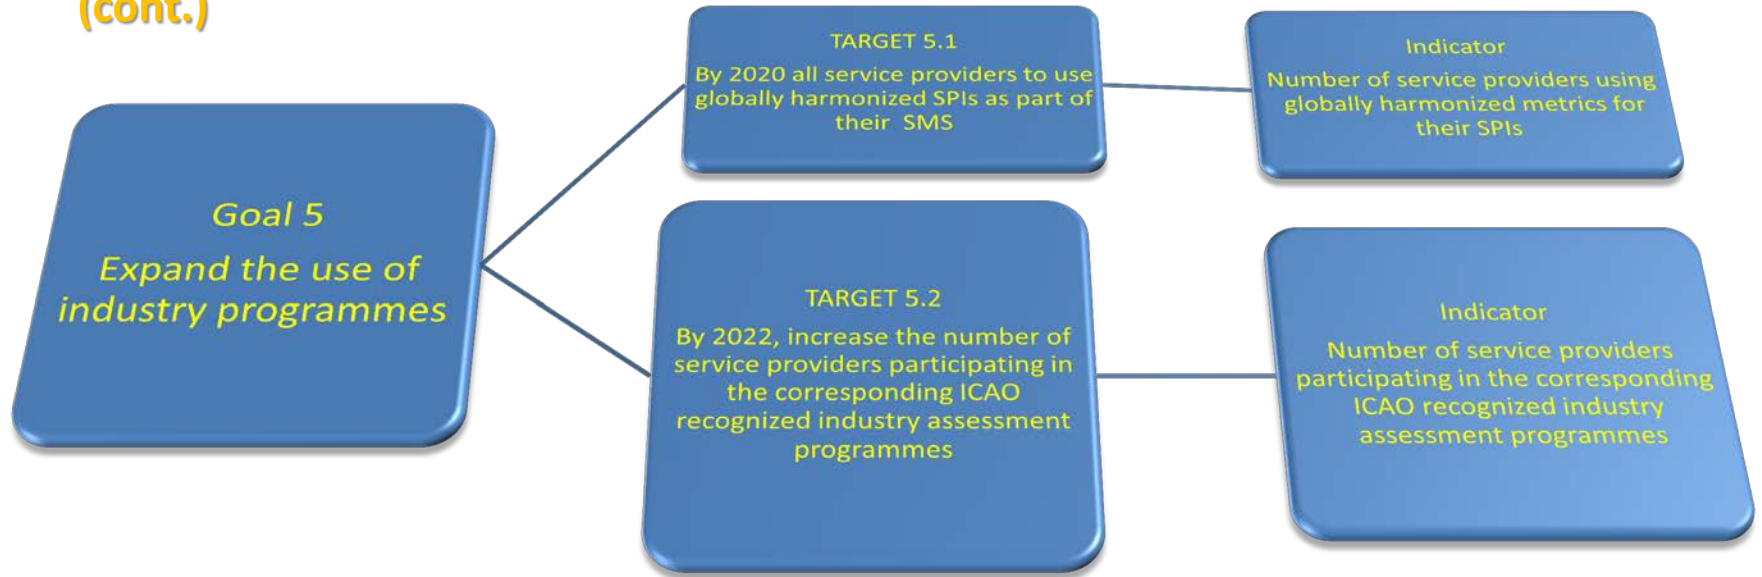 (cont.)
Goal 5
Expand the use of
industry programmes
TARGET 5.1
By 2020 all service providers to use
globally harmonized SPIs as part of
their SMS
Indicator
Number of service providers using
globally harmonized metrics for
their SPIs
TARGET 5.2
By 2022, increase the number of
service providers participating in
the corresponding ICAO
recognized industry assessment
programmes
Indicator
Number of service providers
participating in the corresponding
ICAO recognized industry
assessment programmes